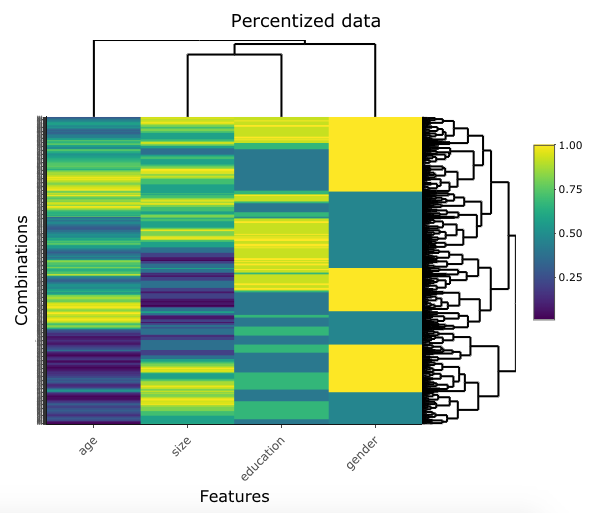 Percentized data
Combinations
1.00
0.75
0.50
0.25
age
size
education
gender
Features